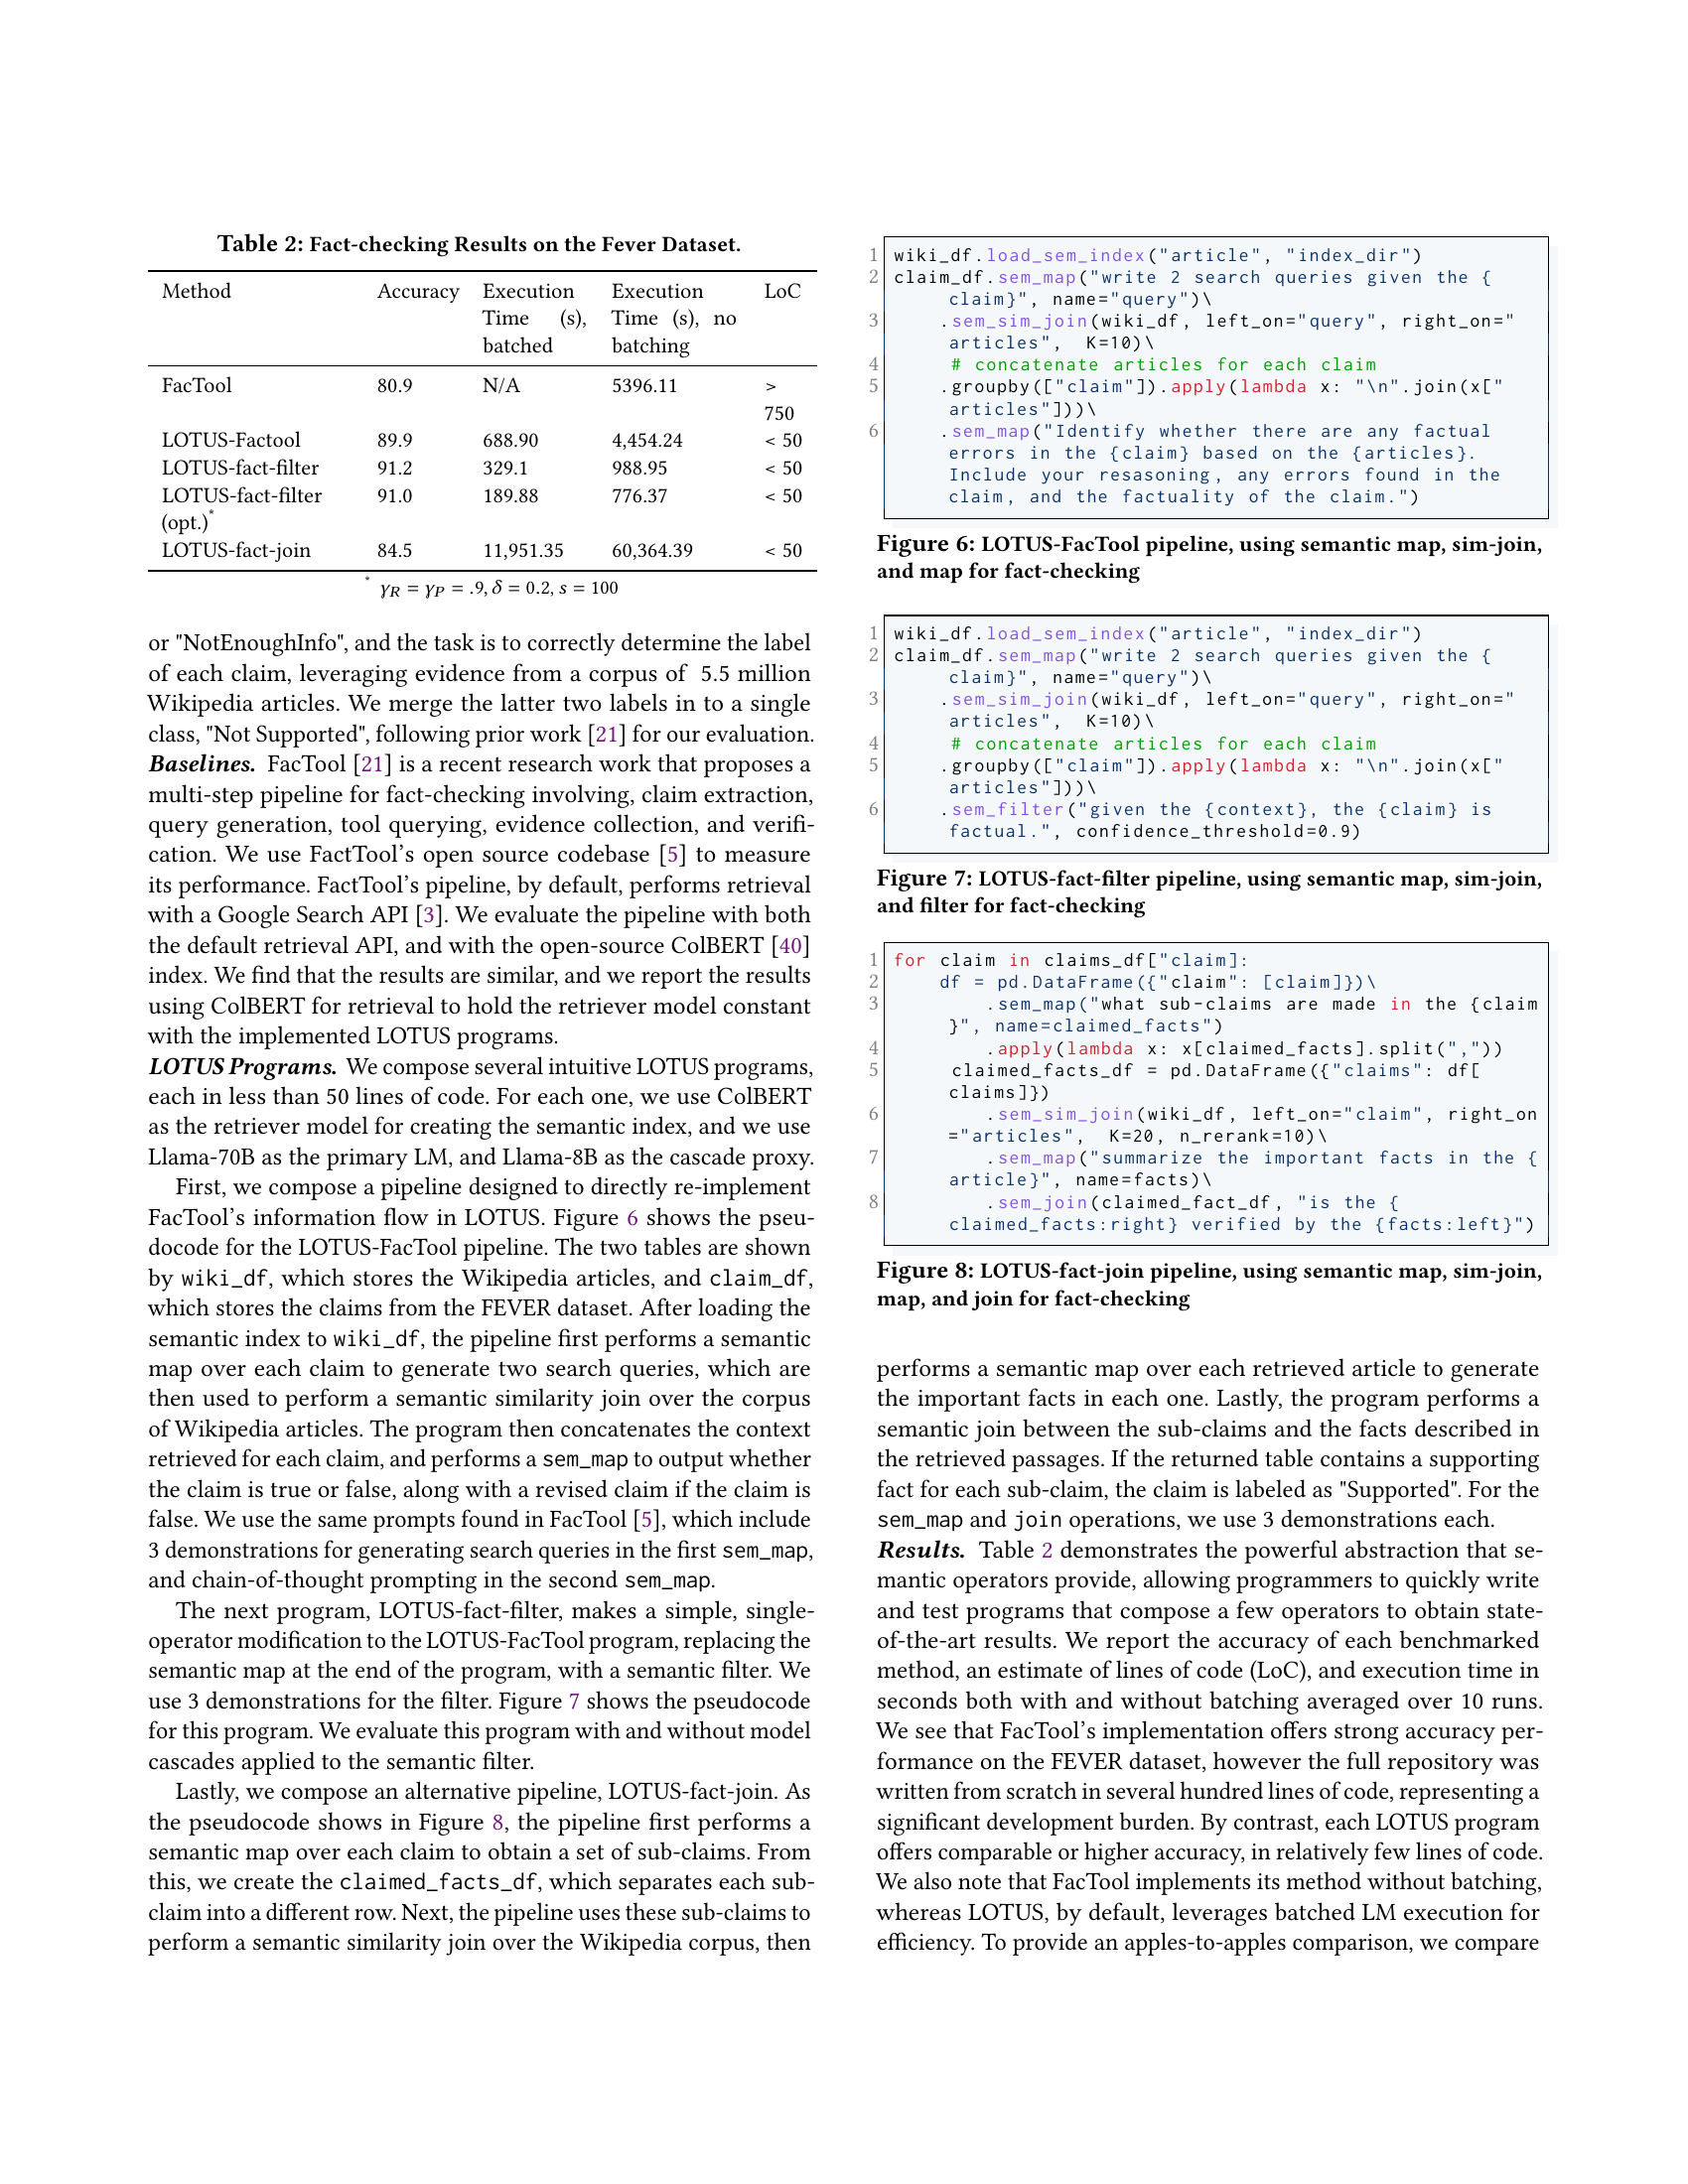 Table 2: Fact-checking Results on the Fever Dataset.
Method Accuracy Execution Time (s), batched Execution Time (s), no batching LoC
FacTool 80.9 N/A 5396.11 > 750
LOTUS-Factool 89.9 688.90 4,454.24 < 50
LOTUS-fact-filter 91.2 329.1 988.95 < 50
LOTUS-fact-filter (opt.)* 91.0 189.88 776.37 < 50
LOTUS-fact-join 84.5 11,951.35 60,364.39 < 50
* γR = γP = .9, δ = 0.2, s = 100
or "NotEnoughInfo", and the task is to correctly determine the label
of each claim, leveraging evidence from a corpus of 5.5 million
Wikipedia articles. We merge the latter two labels in to a single
class, "Not Supported", following prior work [21] for our evaluation.
Baselines. FacTool [21] is a recent research work that proposes a
multi-step pipeline for fact-checking involving, claim extraction,
query generation, tool querying, evidence collection, and verifi-
cation. We use FactTool's open source codebase [5] to measure
its performance. FactTool's pipeline, by default, performs retrieval
with a Google Search API [3]. We evaluate the pipeline with both
the default retrieval API, and with the open-source ColBERT [40]
index. We find that the results are similar, and we report the results
using ColBERT for retrieval to hold the retriever model constant
with the implemented LOTUS programs.
LOTUS Programs. We compose several intuitive LOTUS programs,
each in less than 50 lines of code. For each one, we use ColBERT
as the retriever model for creating the semantic index, and we use
Llama-70B as the primary LM, and Llama-8B as the cascade proxy.
First, we compose a pipeline designed to directly re-implement
FacTool's information flow in LOTUS. Figure 6 shows the pseu-
docode for the LOTUS-FacTool pipeline. The two tables are shown
by wiki_df, which stores the Wikipedia articles, and claim_df,
which stores the claims from the FEVER dataset. After loading the
semantic index to wiki_df, the pipeline first performs a semantic
map over each claim to generate two search queries, which are
then used to perform a semantic similarity join over the corpus
of Wikipedia articles. The program then concatenates the context
retrieved for each claim, and performs a sem_map to output whether
the claim is true or false, along with a revised claim if the claim is
false. We use the same prompts found in FacTool [5], which include
3 demonstrations for generating search queries in the first sem_map,
and chain-of-thought prompting in the second sem_map.
The next program, LOTUS-fact-filter, makes a simple, single-
operator modification to the LOTUS-FacTool program, replacing the
semantic map at the end of the program, with a semantic filter. We
use 3 demonstrations for the filter. Figure 7 shows the pseudocode
for this program. We evaluate this program with and without model
cascades applied to the semantic filter.
Lastly, we compose an alternative pipeline, LOTUS-fact-join. As
the pseudocode shows in Figure 8, the pipeline first performs a
semantic map over each claim to obtain a set of sub-claims. From
this, we create the claimed_facts_df, which separates each sub-
claim into a different row. Next, the pipeline uses these sub-claims to
perform a semantic similarity join over the Wikipedia corpus, then
1 wiki_df.load_sem_index("article", "index_dir")
2 claim_df.sem_map("write 2 search queries given the {
claim}", name="query")\
3 .sem_sim_join(wiki_df, left_on="query", right_on="
articles", K=10)\
4 # concatenate articles for each claim
5 .groupby(["claim"]).apply(lambda x: "\n".join(x["
articles"]))\
6 .sem_map("Identify whether there are any factual
errors in the {claim} based on the {articles}.
Include your resasoning, any errors found in the
claim, and the factuality of the claim.")
Figure 6: LOTUS-FacTool pipeline, using semantic map, sim-join,
and map for fact-checking
1 wiki_df.load_sem_index("article", "index_dir")
2 claim_df.sem_map("write 2 search queries given the {
claim}", name="query")\
3 .sem_sim_join(wiki_df, left_on="query", right_on="
articles", K=10)\
4 # concatenate articles for each claim
5 .groupby(["claim"]).apply(lambda x: "\n".join(x["
articles"]))\
6 .sem_filter("given the {context}, the {claim} is
factual.", confidence_threshold=0.9)
Figure 7: LOTUS-fact-filter pipeline, using semantic map, sim-join,
and filter for fact-checking
1 for claim in claims_df["claim]:
2 df = pd.DataFrame({"claim": [claim]})\
3 .sem_map("what sub-claims are made in the {claim
}", name=claimed_facts")
4 .apply(lambda x: x[claimed_facts].split(","))
5 claimed_facts_df = pd.DataFrame({"claims": df[
claims]})
6 .sem_sim_join(wiki_df, left_on="claim", right_on
="articles", K=20, n_rerank=10)\
7 .sem_map("summarize the important facts in the {
article}", name=facts)\
8 .sem_join(claimed_fact_df, "is the {
claimed_facts:right} verified by the {facts:left}")
Figure 8: LOTUS-fact-join pipeline, using semantic map, sim-join,
map, and join for fact-checking
performs a semantic map over each retrieved article to generate
the important facts in each one. Lastly, the program performs a
semantic join between the sub-claims and the facts described in
the retrieved passages. If the returned table contains a supporting
fact for each sub-claim, the claim is labeled as "Supported". For the
sem_map and join operations, we use 3 demonstrations each.
Results. Table 2 demonstrates the powerful abstraction that se-
mantic operators provide, allowing programmers to quickly write
and test programs that compose a few operators to obtain state-
of-the-art results. We report the accuracy of each benchmarked
method, an estimate of lines of code (LoC), and execution time in
seconds both with and without batching averaged over 10 runs.
We see that FacTool's implementation offers strong accuracy per-
formance on the FEVER dataset, however the full repository was
written from scratch in several hundred lines of code, representing a
significant development burden. By contrast, each LOTUS program
offers comparable or higher accuracy, in relatively few lines of code.
We also note that FacTool implements its method without batching,
whereas LOTUS, by default, leverages batched LM execution for
efficiency. To provide an apples-to-apples comparison, we compare